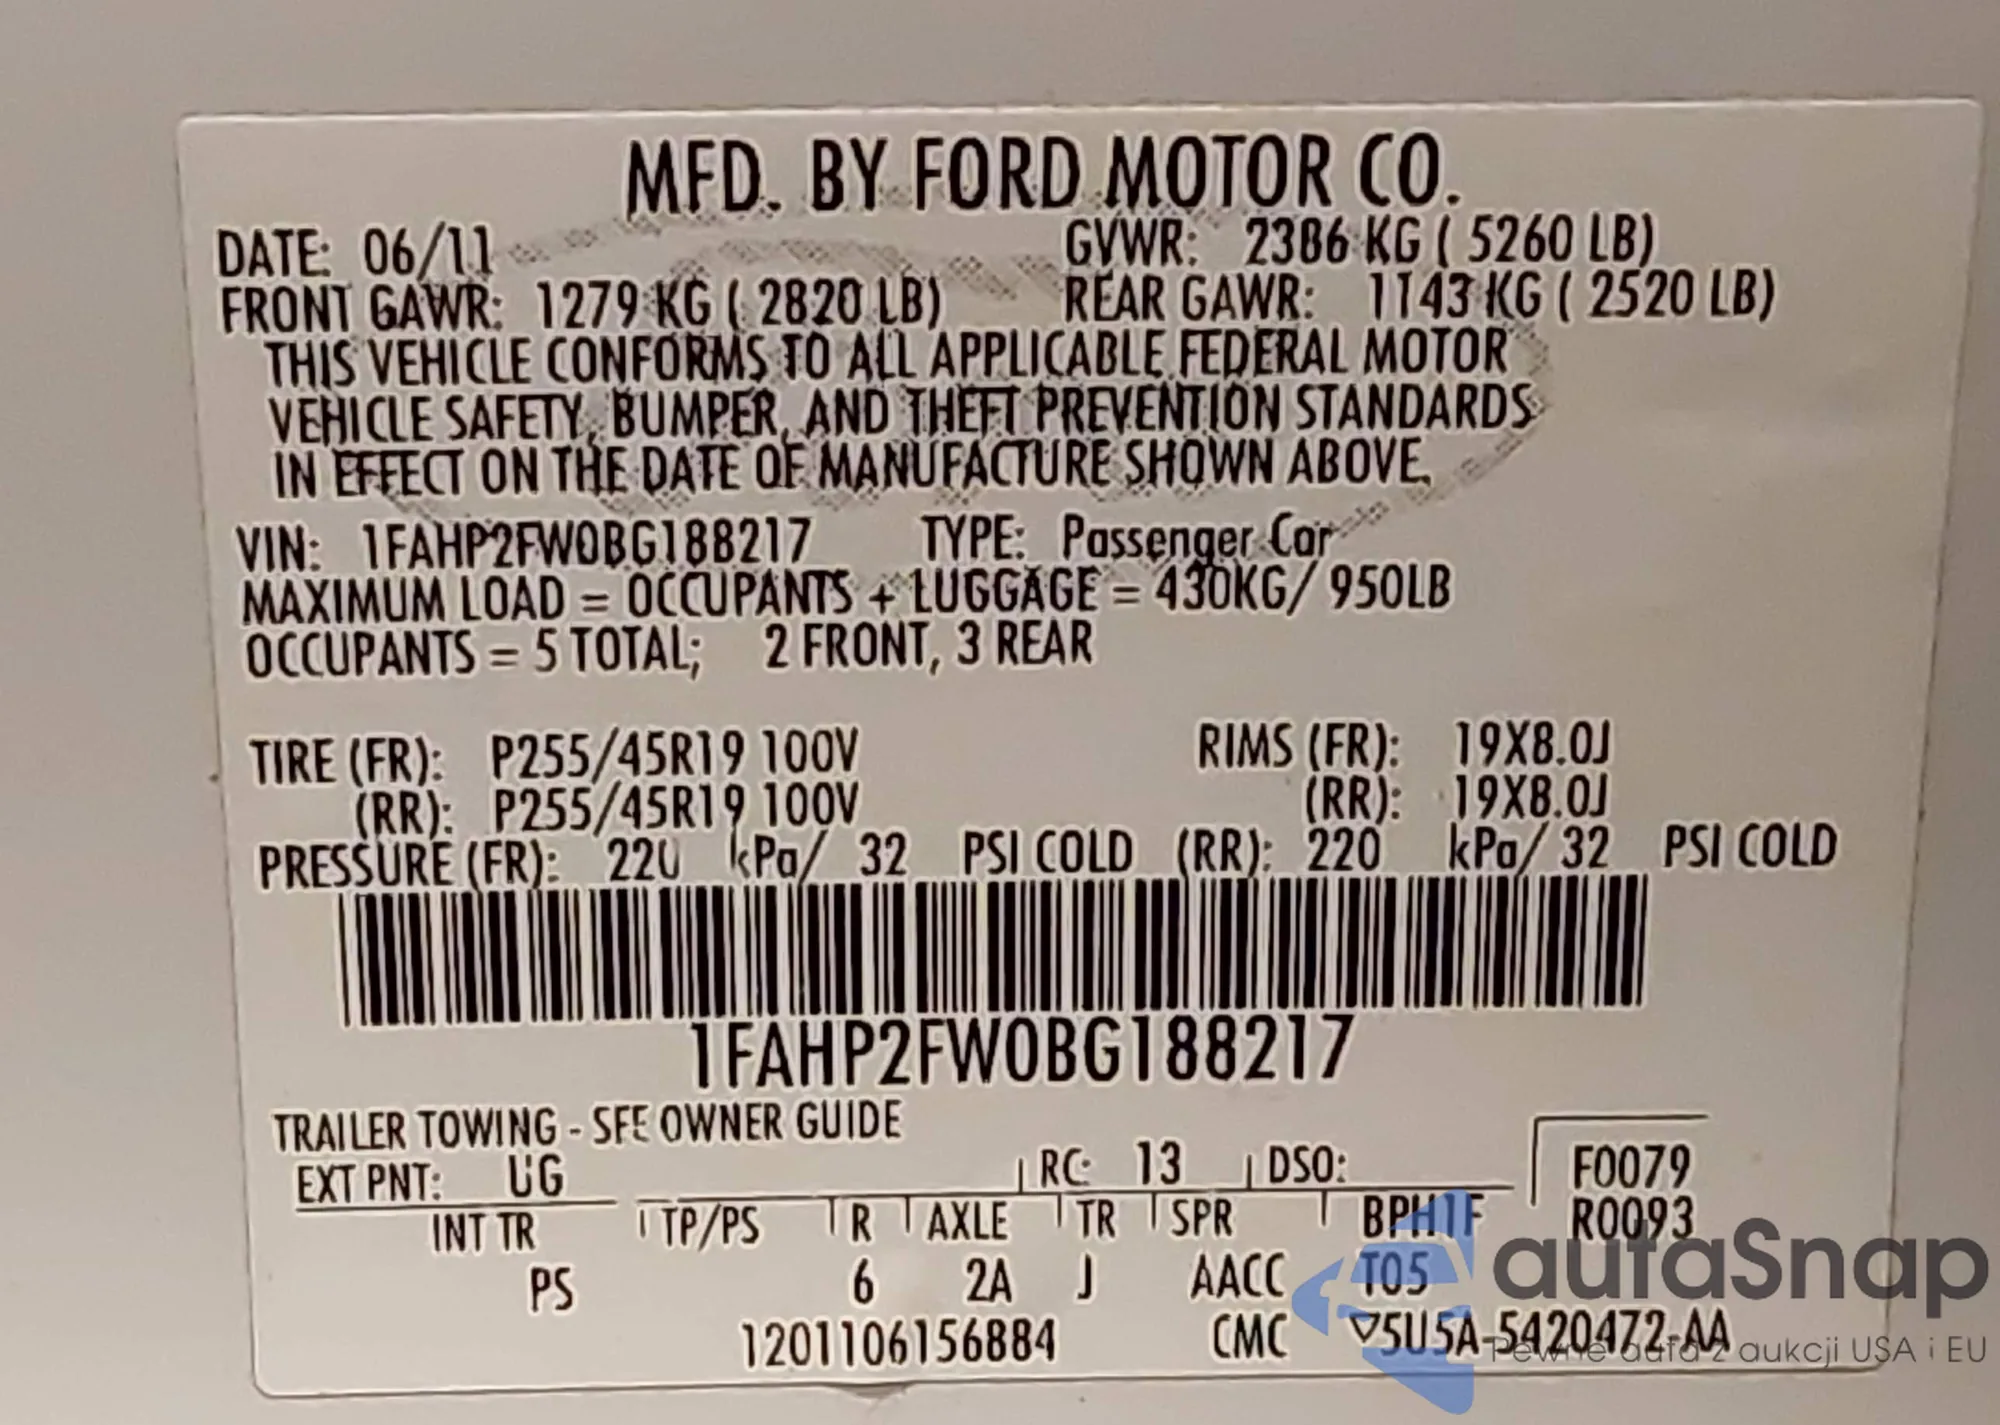 MFD. BY FORD MOTOR CO.
DATE: 06/11 GVWR: 2386 KG ( 5260 LB)
FRONT GAWR: 1279 KG ( 2820 LB) REAR GAWR: 1143 KG ( 2520 LB)
THIS VEHICLE CONFORMS TO ALL APPLICABLE FEDERAL MOTOR
VEHICLE SAFETY, BUMPER, AND THEFT PREVENTION STANDARDS
IN EFFECT ON THE DATE OF MANUFACTURE SHOWN ABOVE.
VIN: 1FAHP2FW0BG188217 TYPE: Passenger Car
MAXIMUM LOAD = OCCUPANTS + LUGGAGE = 430KG/ 950LB
OCCUPANTS = 5 TOTAL; 2 FRONT, 3 REAR
TIRE (FR): P255/45R19 100V RIMS (FR): 19X8.0J
(RR): P255/45R19 100V (RR): 19X8.0J
PRESSURE (FR): 220 kPa/ 32 PSI COLD (RR): 220 kPa/ 32 PSI COLD
1FAHP2FW0BG188217
TRAILER TOWING - SEE OWNER GUIDE
EXT PNT: UG RC: 13 DSO: F0079
INT TR TP/PS R AXLE TR SPR BPH1F R0093
PS 6 2A J AACC T05
1201106156884 CMC ▽5U5A-5420472-AA
autaSnap
Pewne auta z aukcji USA i EU